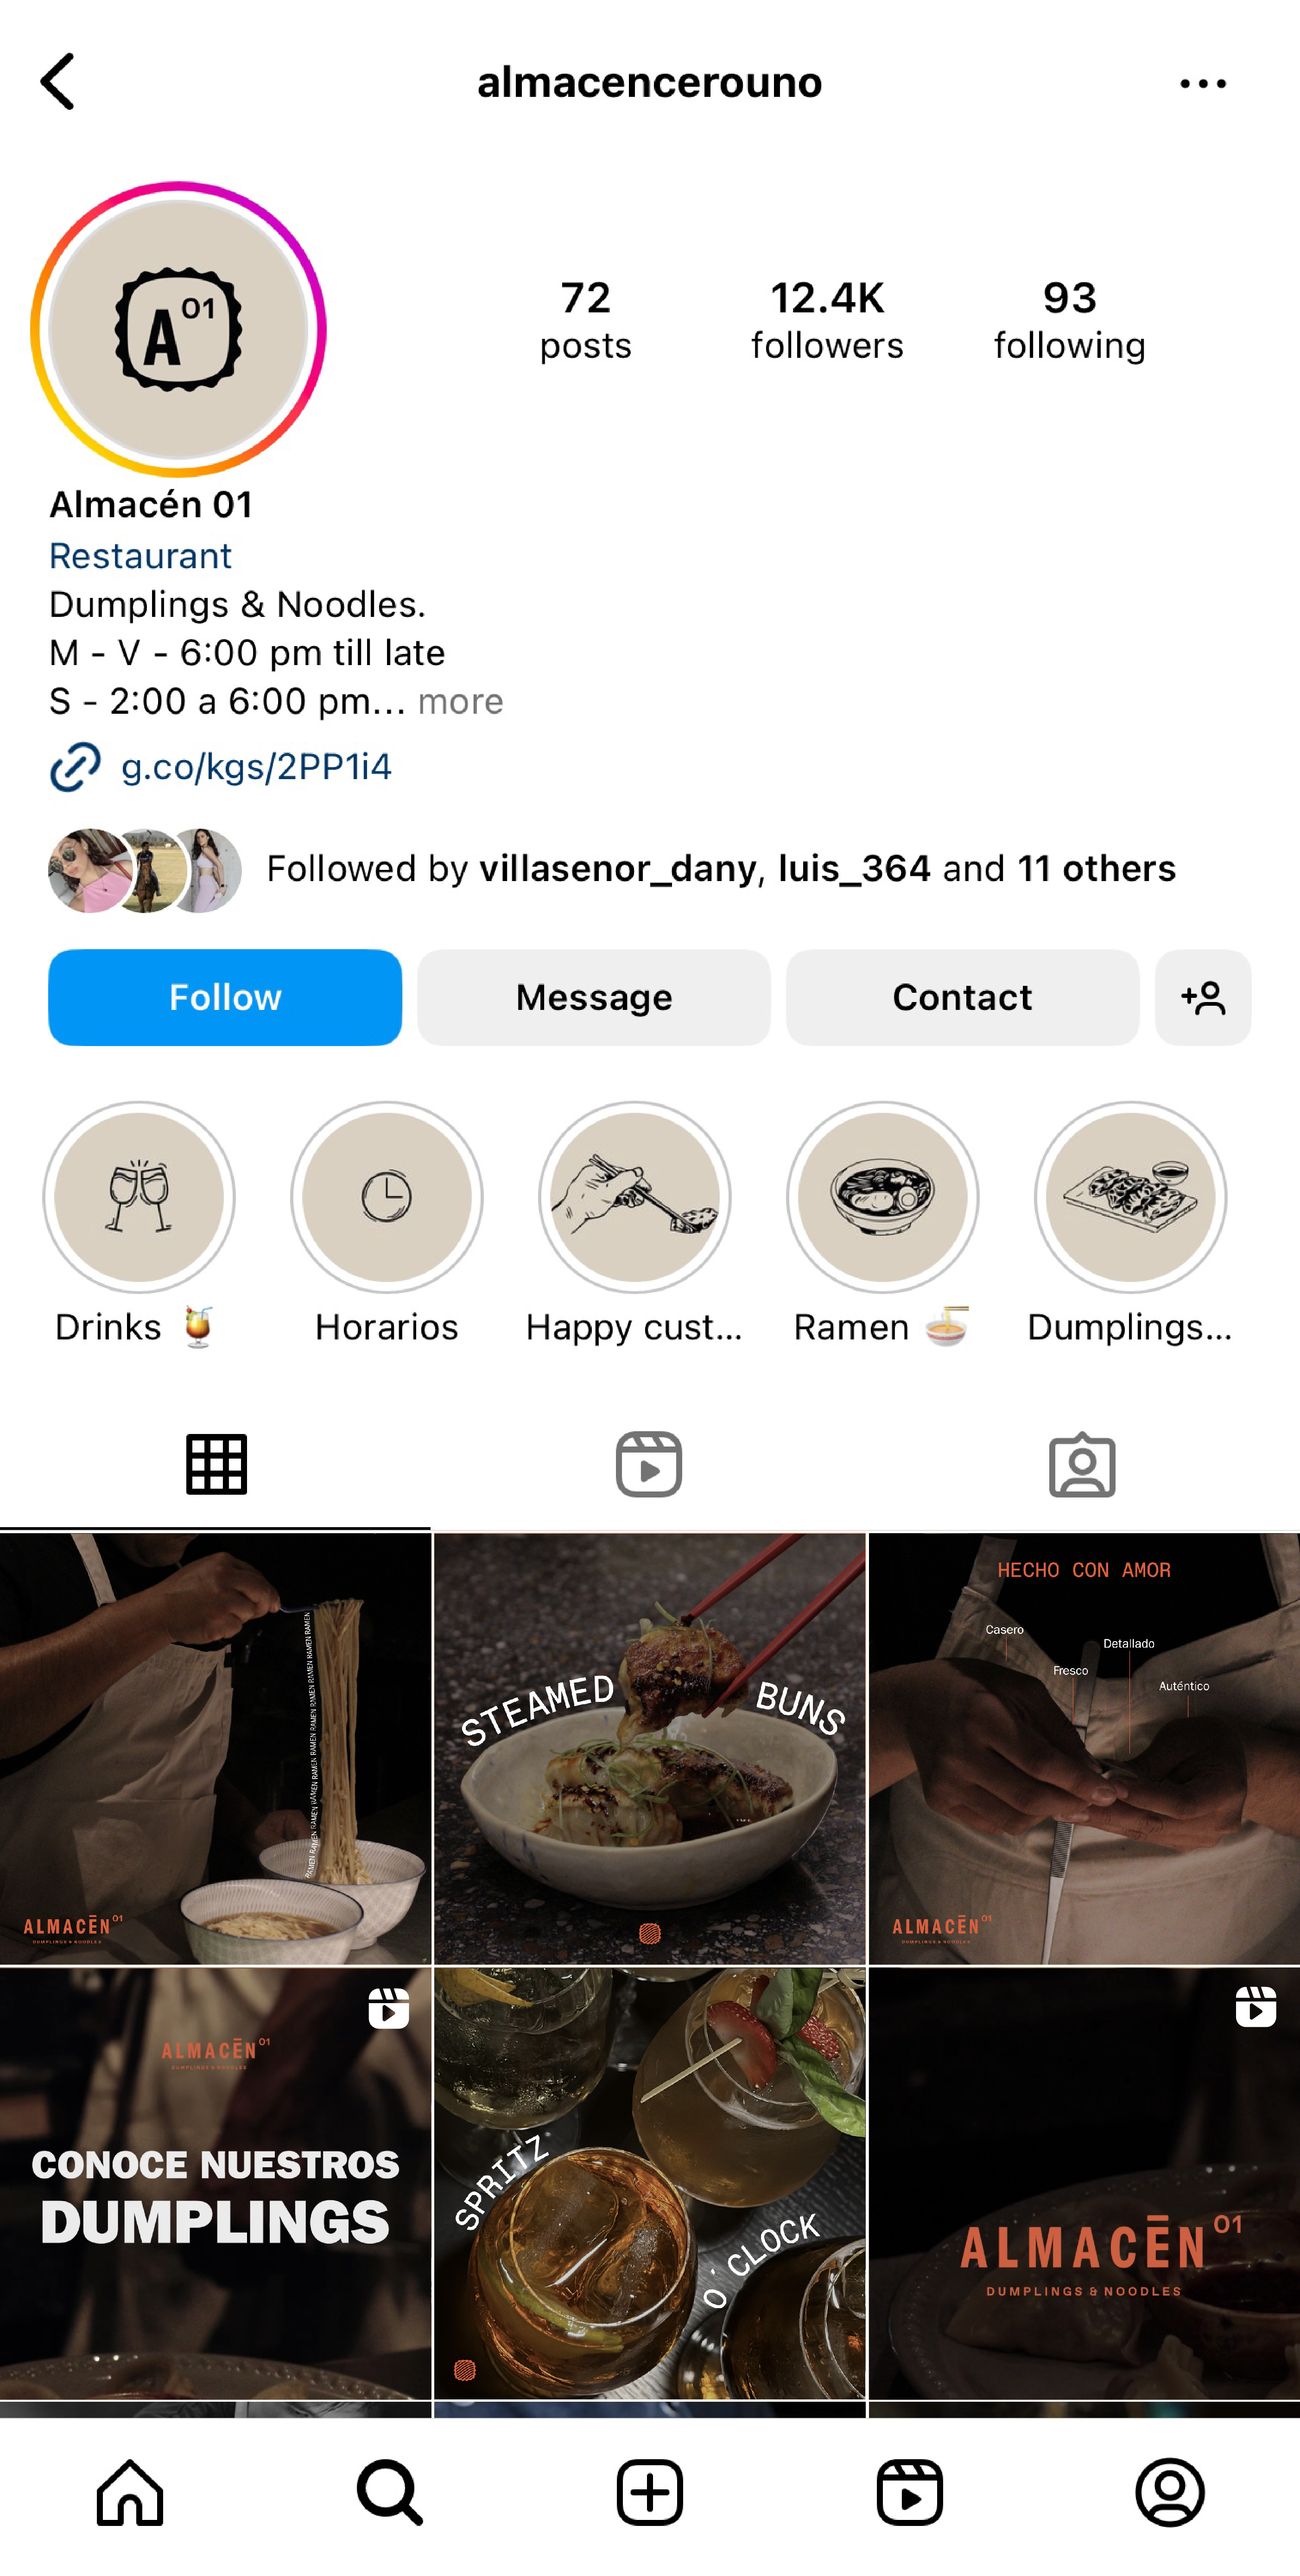 almacencerouno
A 01
72
posts
12.4K
followers
93
following
Almacén 01
Restaurant
Dumplings & Noodles.
M - V - 6:00 pm till late
S - 2:00 a 6:00 pm... more
g.co/kgs/2PP1i4
Followed by villasenor_dany, luis_364 and 11 others
Follow
Message
Contact
Drinks 🍹
Horarios
Happy cust...
Ramen 🍜
Dumplings...
RAMEN RAMEN RAMEN RAMEN RAMEN RAMEN RAMEN RAMEN RAMEN
ALMACĒN 01
DUMPLINGS & NOODLES
STEAMED BUNS
HECHO CON AMOR
Casero
Detallado
Fresco
Auténtico
ALMACĒN 01
DUMPLINGS & NOODLES
ALMACĒN 01
DUMPLINGS & NOODLES
CONOCE NUESTROS
DUMPLINGS
SPRITZ
O'CLOCK
ALMACĒN 01
DUMPLINGS & NOODLES